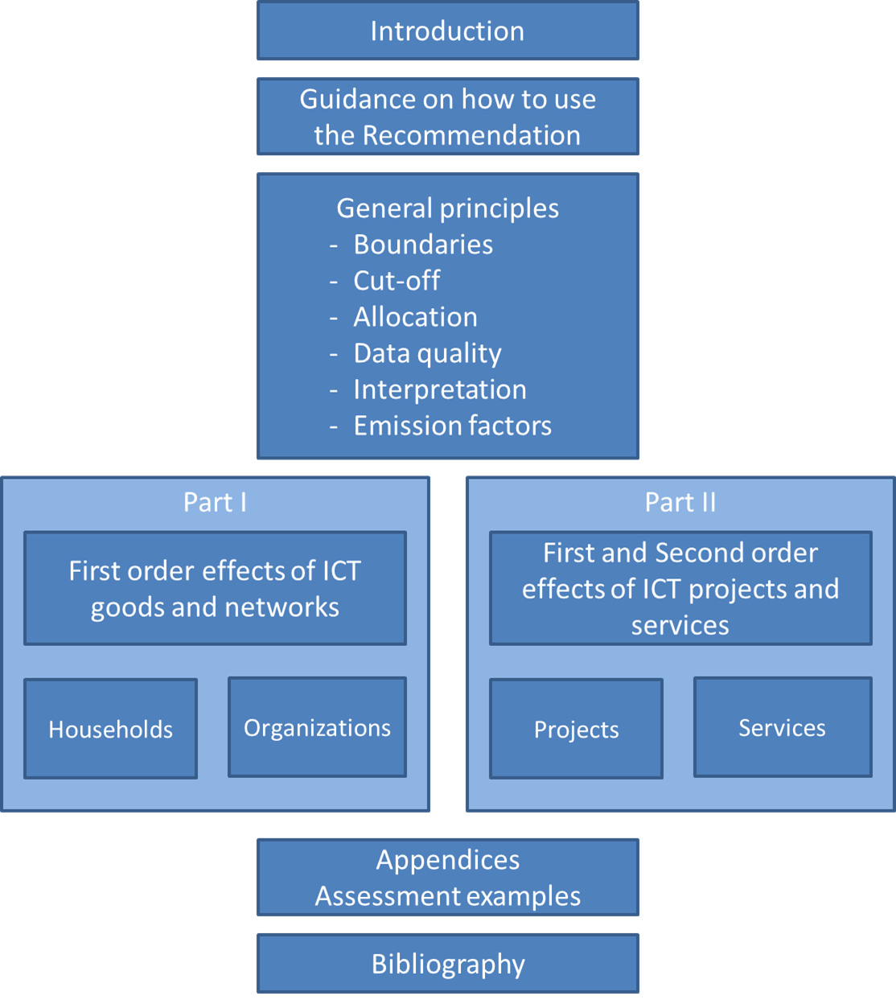 Introduction
Guidance on how to use
the Recommendation
General principles
- Boundaries
- Cut-off
- Allocation
- Data quality
- Interpretation
- Emission factors
Part I
First order effects of ICT
goods and networks
Households
Organizations
Part II
First and Second order
effects of ICT projects and
services
Projects
Services
Appendices
Assessment examples
Bibliography